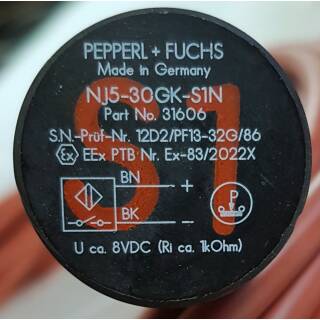 PEPPERL + FUCHS
Made in Germany
NJ5-30GK-S1N
Part No. 31606
S.N.-Prüf-Nr. 12D2/PF13-32G/86
Ex EEx PTB Nr. Ex-83/2022X
BN +
BK -
P
U ca. 8VDC (Ri ca. 1kOhm)
S1